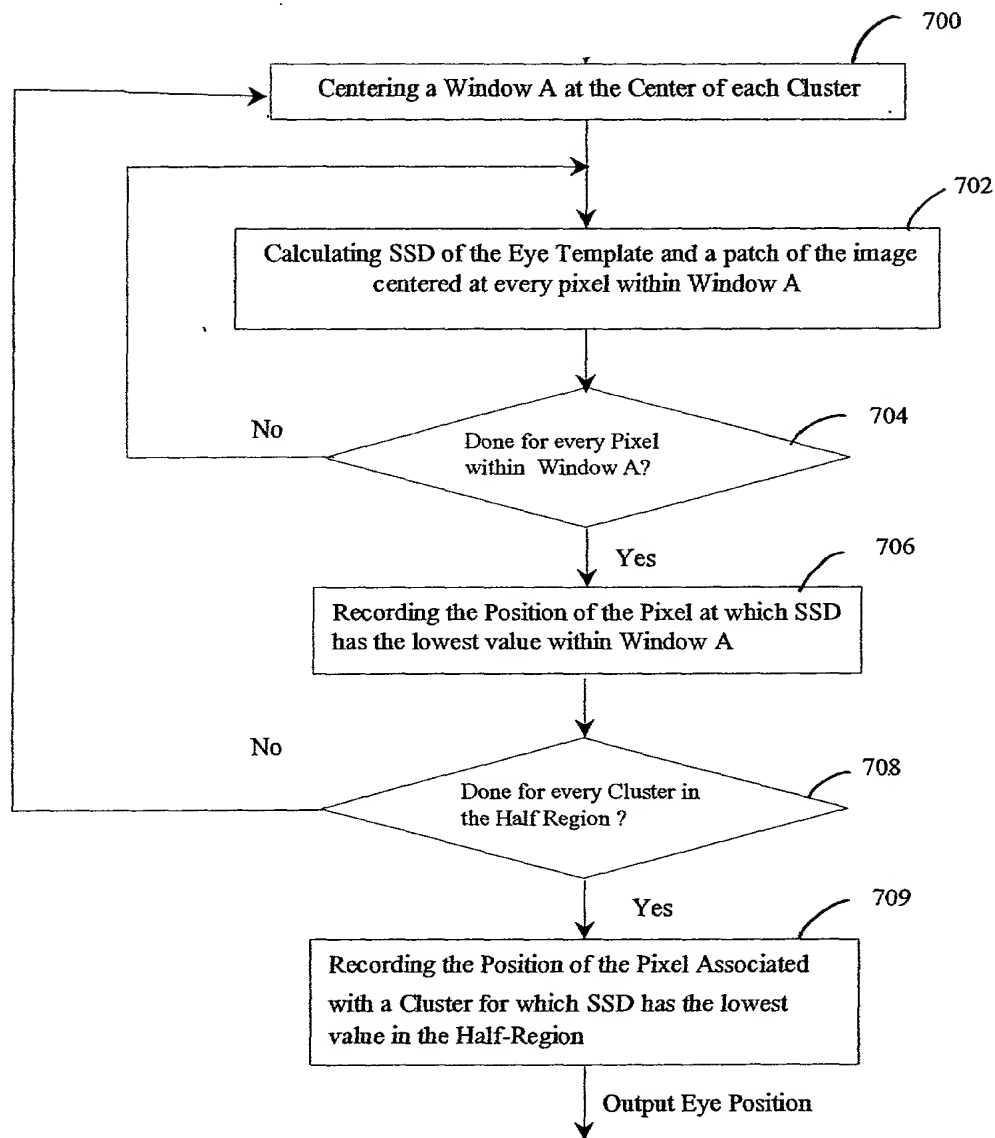 700
Centering a Window A at the Center of each Cluster
702
Calculating SSD of the Eye Template and a patch of the image
centered at every pixel within Window A
704
No
Done for every Pixel
within Window A?
Yes
706
Recording the Position of the Pixel at which SSD
has the lowest value within Window A
No
708
Done for every Cluster in
the Half Region ?
Yes
709
Recording the Position of the Pixel Associated
with a Cluster for which SSD has the lowest
value in the Half-Region
Output Eye Position